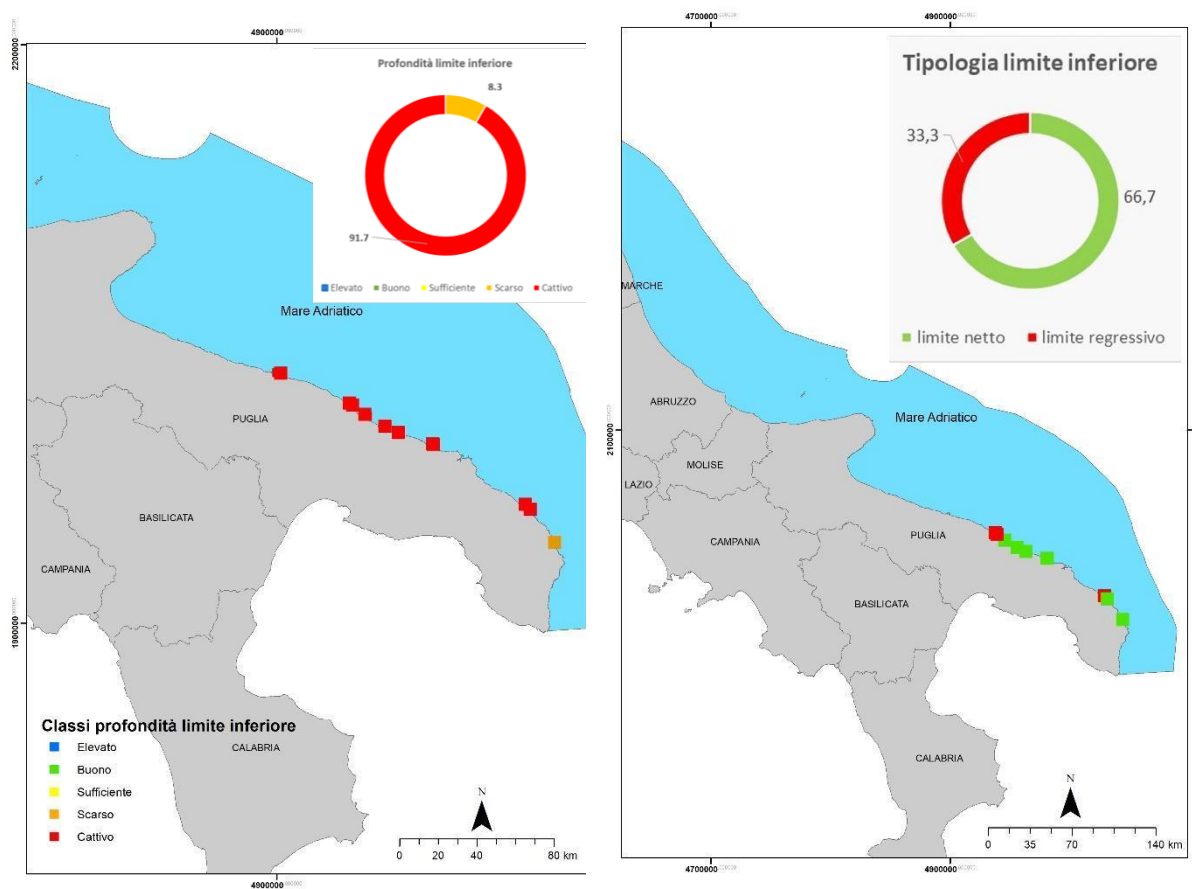 4900000
2200000
Profondità limite inferiore
8.3
91.7
Elevato Buono Sufficiente Scarso Cattivo
Mare Adriatico
PUGLIA
BASILICATA
CAMPANIA
CALABRIA
1900000
Classi profondità limite inferiore
Elevato
Buono
Sufficiente
Scarso
Cattivo
N
0 20 40 80 km
4900000
4700000 4900000
Tipologia limite inferiore
33,3
66,7
limite netto limite regressivo
MARCHE
ABRUZZO
Mare Adriatico
2100000
MOLISE
LAZIO
CAMPANIA
PUGLIA
BASILICATA
CALABRIA
N
0 35 70 140 km
4700000 4900000